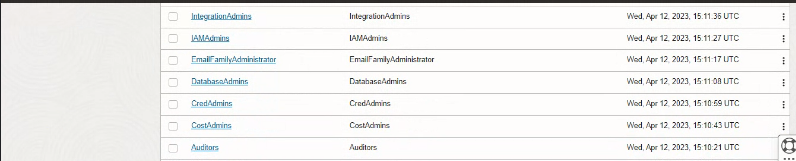 IntegrationAdmins IntegrationAdmins Wed, Apr 12, 2023, 15:11:36 UTC
IAMAdmins IAMAdmins Wed, Apr 12, 2023, 15:11:27 UTC
EmailFamilyAdministrator EmailFamilyAdministrator Wed, Apr 12, 2023, 15:11:17 UTC
DatabaseAdmins DatabaseAdmins Wed, Apr 12, 2023, 15:11:08 UTC
CredAdmins CredAdmins Wed, Apr 12, 2023, 15:10:59 UTC
CostAdmins CostAdmins Wed, Apr 12, 2023, 15:10:43 UTC
Auditors Auditors Wed, Apr 12, 2023, 15:10:21 UTC